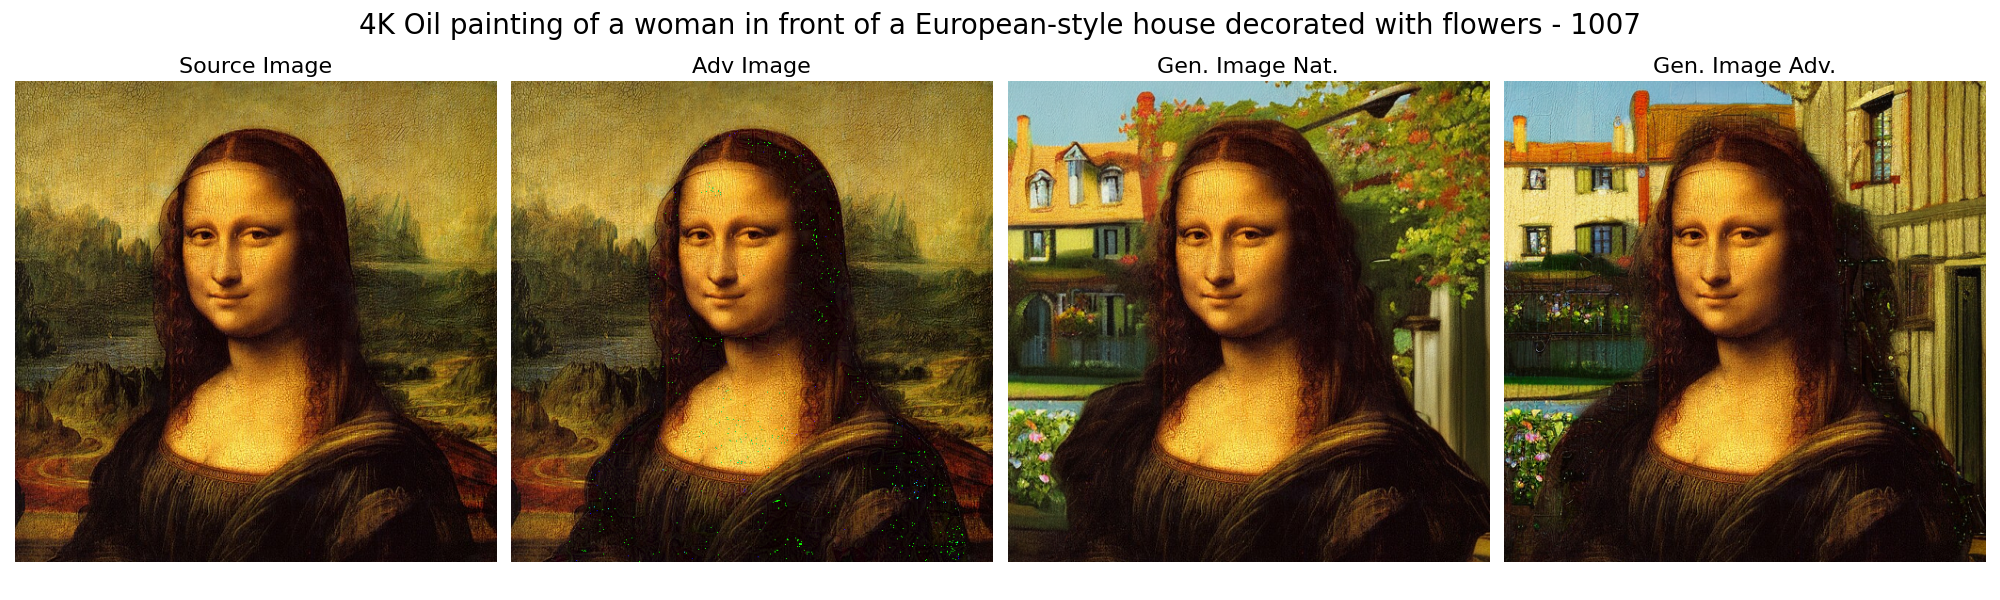 4K Oil painting of a woman in front of a European-style house decorated with flowers - 1007
Source Image
Adv Image
Gen. Image Nat.
Gen. Image Adv.